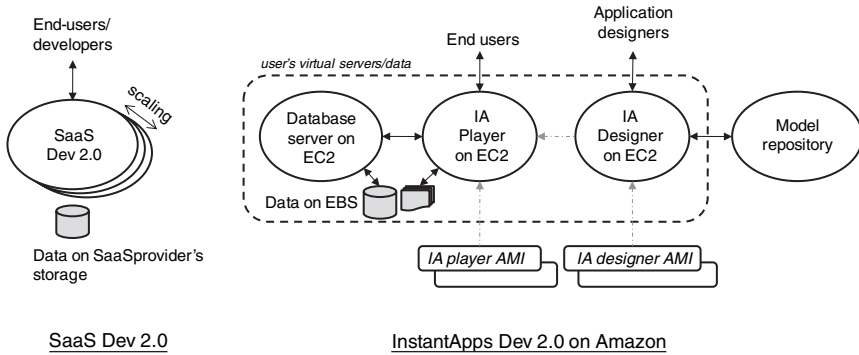 End-users/
developers
scaling
SaaS
Dev 2.0
Data on SaaSprovider's
storage
SaaS Dev 2.0
Application
designers
End users
user's virtual servers/data
Database
server on
EC2
IA
Player
on EC2
IA
Designer
on EC2
Model
repository
Data on EBS
IA player AMI
IA designer AMI
InstantApps Dev 2.0 on Amazon